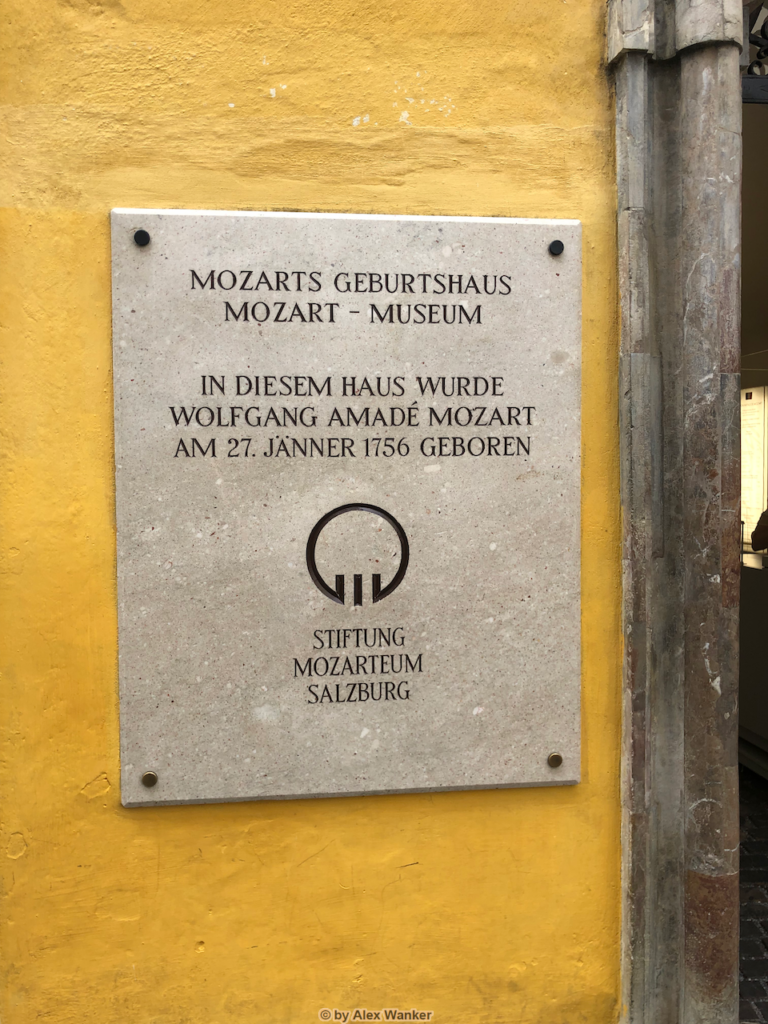 MOZARTS GEBURTSHAUS
MOZART - MUSEUM
IN DIESEM HAUS WURDE
WOLFGANG AMADÉ MOZART
AM 27. JÄNNER 1756 GEBOREN
STIFTUNG
MOZARTEUM
SALZBURG
© by Alex Wanker